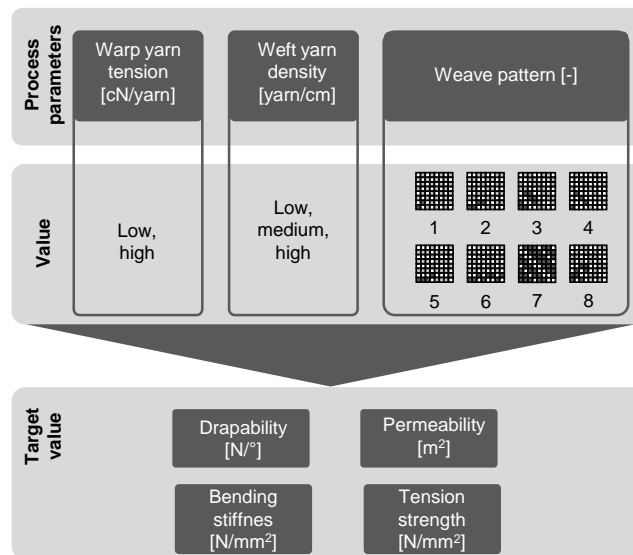 Process
parameters
Warp yarn
tension
[cN/yarn]
Weft yarn
density
[yarn/cm]
Weave pattern [-]
Value
Low,
high
Low,
medium,
high
1 2 3 4
5 6 7 8
Target
value
Drapability
[N/°]
Permeability
[m²]
Bending
stiffnes
[N/mm²]
Tension
strength
[N/mm²]